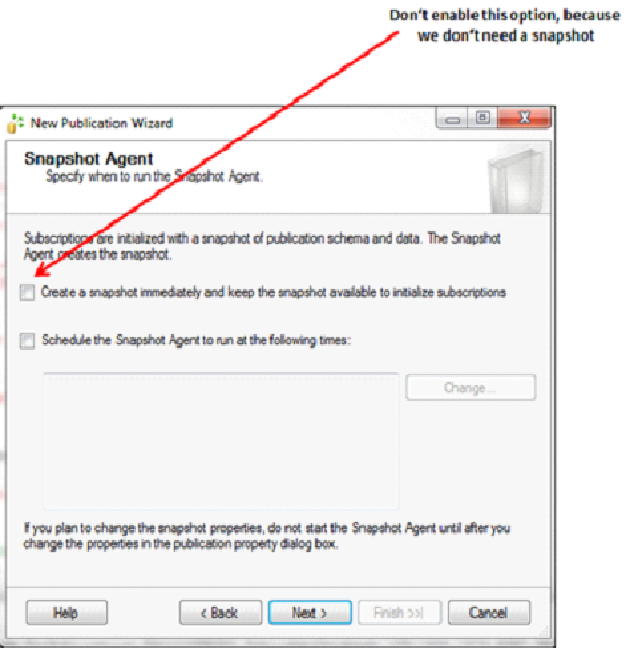 Don't enable this option, because
we don't need a snapshot
New Publication Wizard
Snapshot Agent
Specify when to run the Snapshot Agent.
Subscriptions are initialized with a snapshot of publication schema and data. The Snapshot
Agent creates the snapshot.
Create a snapshot immediately and keep the snapshot available to initialize subscriptions
Schedule the Snapshot Agent to run at the following times:
Change...
If you plan to change the snapshot properties, do not start the Snapshot Agent until after you
change the properties in the publication property dialog box.
Help < Back Next > Finish >>| Cancel